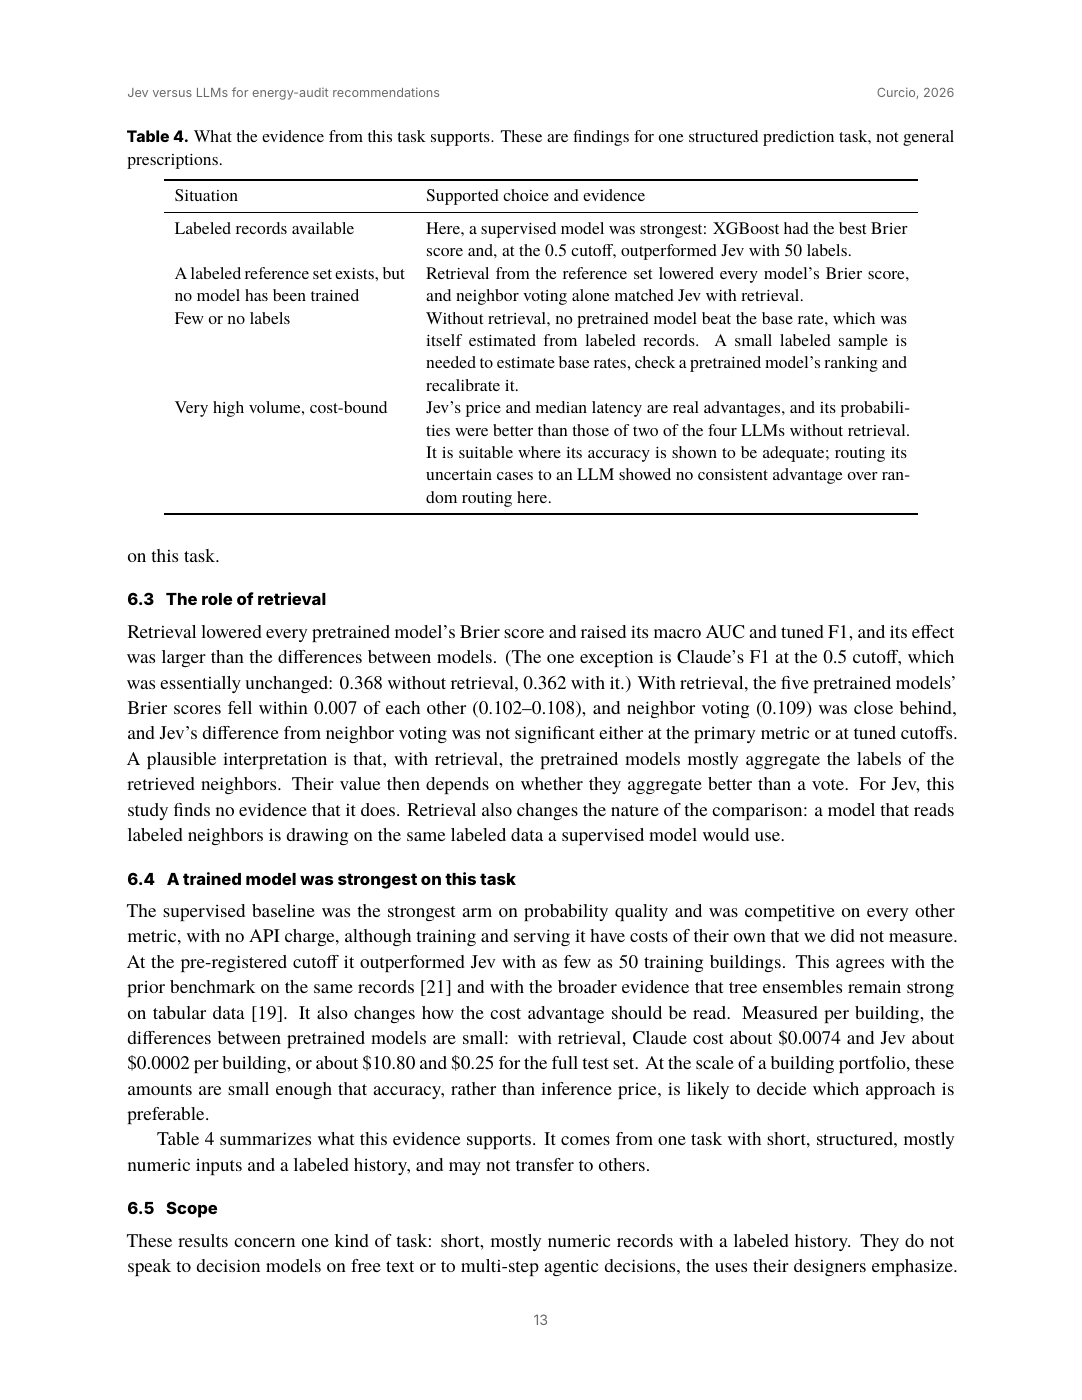 Jev versus LLMs for energy-audit recommendations
Curcio, 2026
Table 4. What the evidence from this task supports. These are findings for one structured prediction task, not general
prescriptions.
Situation
Supported choice and evidence
Labeled records available
Here, a supervised model was strongest: XGBoost had the best Brier
score and, at the 0.5 cutoff, outperformed Jev with 50 labels.
A labeled reference set exists, but
no model has been trained
Retrieval from the reference set lowered every model's Brier score,
and neighbor voting alone matched Jev with retrieval.
Few or no labels
Without retrieval, no pretrained model beat the base rate, which was
itself estimated from labeled records. A small labeled sample is
needed to estimate base rates, check a pretrained model's ranking and
recalibrate it.
Very high volume, cost-bound
Jev's price and median latency are real advantages, and its probabili-
ties were better than those of two of the four LLMs without retrieval.
It is suitable where its accuracy is shown to be adequate; routing its
uncertain cases to an LLM showed no consistent advantage over ran-
dom routing here.
on this task.
6.3 The role of retrieval
Retrieval lowered every pretrained model's Brier score and raised its macro AUC and tuned F1, and its effect
was larger than the differences between models. (The one exception is Claude's F1 at the 0.5 cutoff, which
was essentially unchanged: 0.368 without retrieval, 0.362 with it.) With retrieval, the five pretrained models'
Brier scores fell within 0.007 of each other (0.102–0.108), and neighbor voting (0.109) was close behind,
and Jev's difference from neighbor voting was not significant either at the primary metric or at tuned cutoffs.
A plausible interpretation is that, with retrieval, the pretrained models mostly aggregate the labels of the
retrieved neighbors. Their value then depends on whether they aggregate better than a vote. For Jev, this
study finds no evidence that it does. Retrieval also changes the nature of the comparison: a model that reads
labeled neighbors is drawing on the same labeled data a supervised model would use.
6.4 A trained model was strongest on this task
The supervised baseline was the strongest arm on probability quality and was competitive on every other
metric, with no API charge, although training and serving it have costs of their own that we did not measure.
At the pre-registered cutoff it outperformed Jev with as few as 50 training buildings. This agrees with the
prior benchmark on the same records [21] and with the broader evidence that tree ensembles remain strong
on tabular data [19]. It also changes how the cost advantage should be read. Measured per building, the
differences between pretrained models are small: with retrieval, Claude cost about $0.0074 and Jev about
$0.0002 per building, or about $10.80 and $0.25 for the full test set. At the scale of a building portfolio, these
amounts are small enough that accuracy, rather than inference price, is likely to decide which approach is
preferable.
Table 4 summarizes what this evidence supports. It comes from one task with short, structured, mostly
numeric inputs and a labeled history, and may not transfer to others.
6.5 Scope
These results concern one kind of task: short, mostly numeric records with a labeled history. They do not
speak to decision models on free text or to multi-step agentic decisions, the uses their designers emphasize.
13